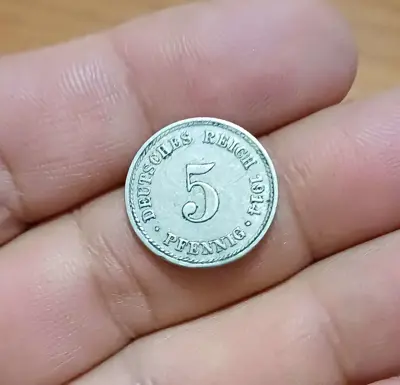 DEUTSCHES REICH 1914
5
• PFENNIG •